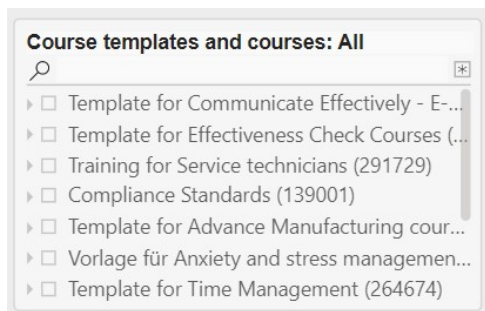 Course templates and courses: All
Template for Communicate Effectively - E-...
Template for Effectiveness Check Courses (...
Training for Service technicians (291729)
Compliance Standards (139001)
Template for Advance Manufacturing cour...
Vorlage für Anxiety and stress managemen...
Template for Time Management (264674)